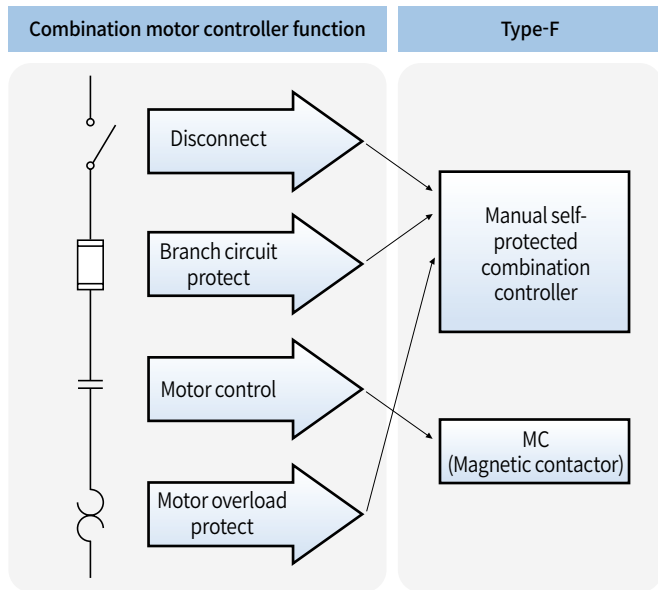 Combination motor controller function
Type-F
Disconnect
Branch circuit
protect
Motor control
Motor overload
protect
Manual self-
protected
combination
controller
MC
(Magnetic contactor)